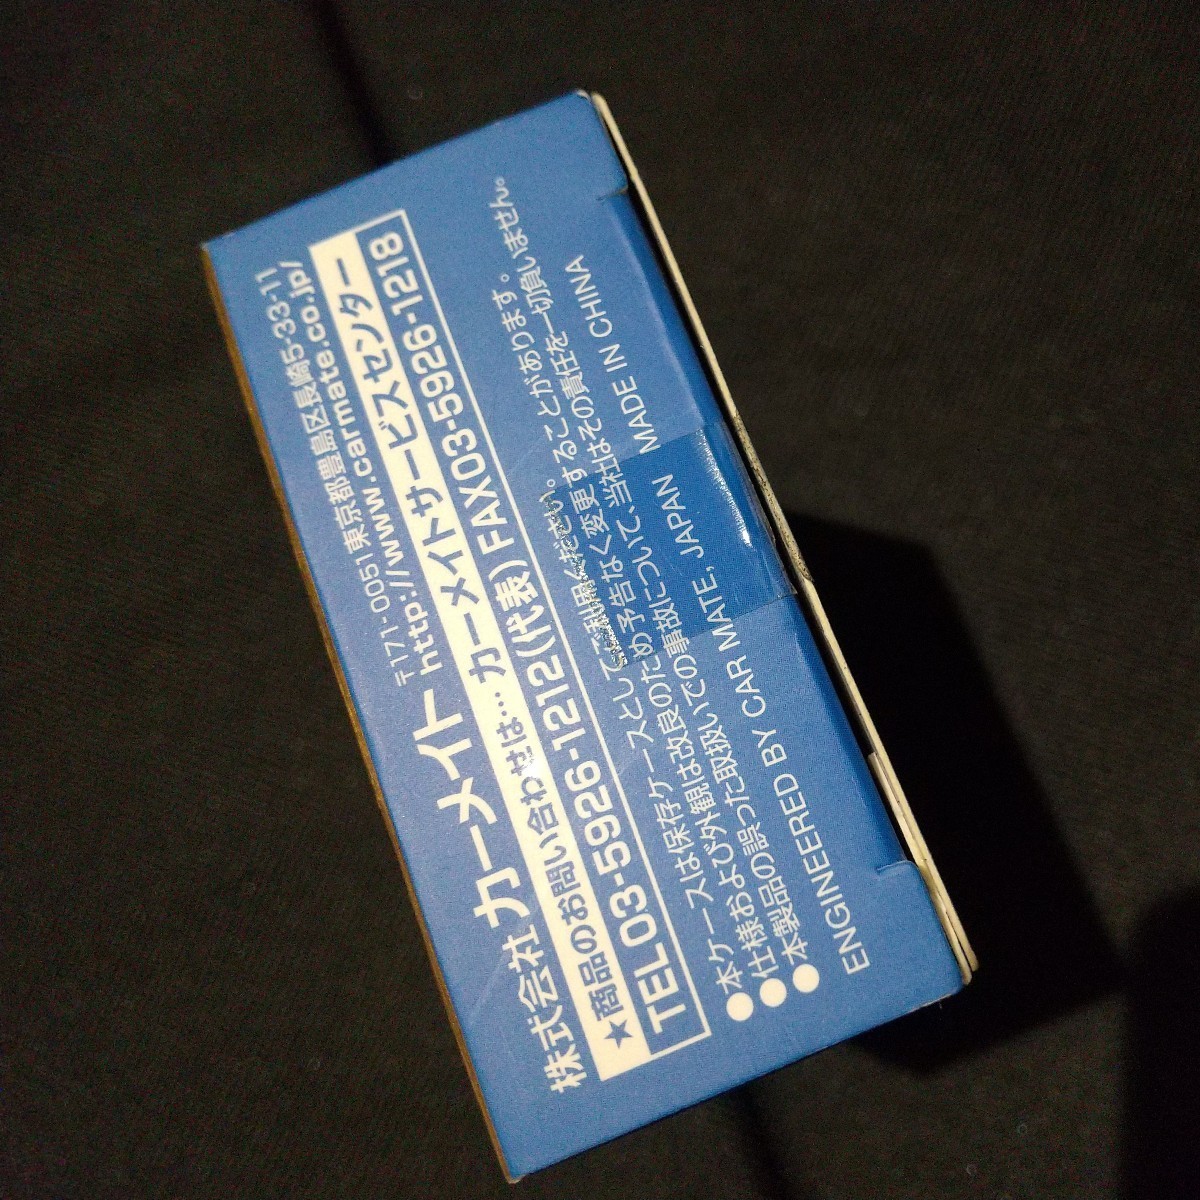 株式会社カーメイト
〒171-0051東京都豊島区長崎5-33-11
http://www.carmate.co.jp/
★商品のお問い合わせは…カーメイトサービスセンター
TEL03-5926-1212(代表) FAX03-5926-1218
●本ケースは保存ケースとしてご利用ください。
●仕様および外観は改良のため予告なく変更することがあります。
●本製品の誤った取扱いでの事故について、当社はその責任を一切負いません。
ENGINEERED BY CAR MATE, JAPAN MADE IN CHINA